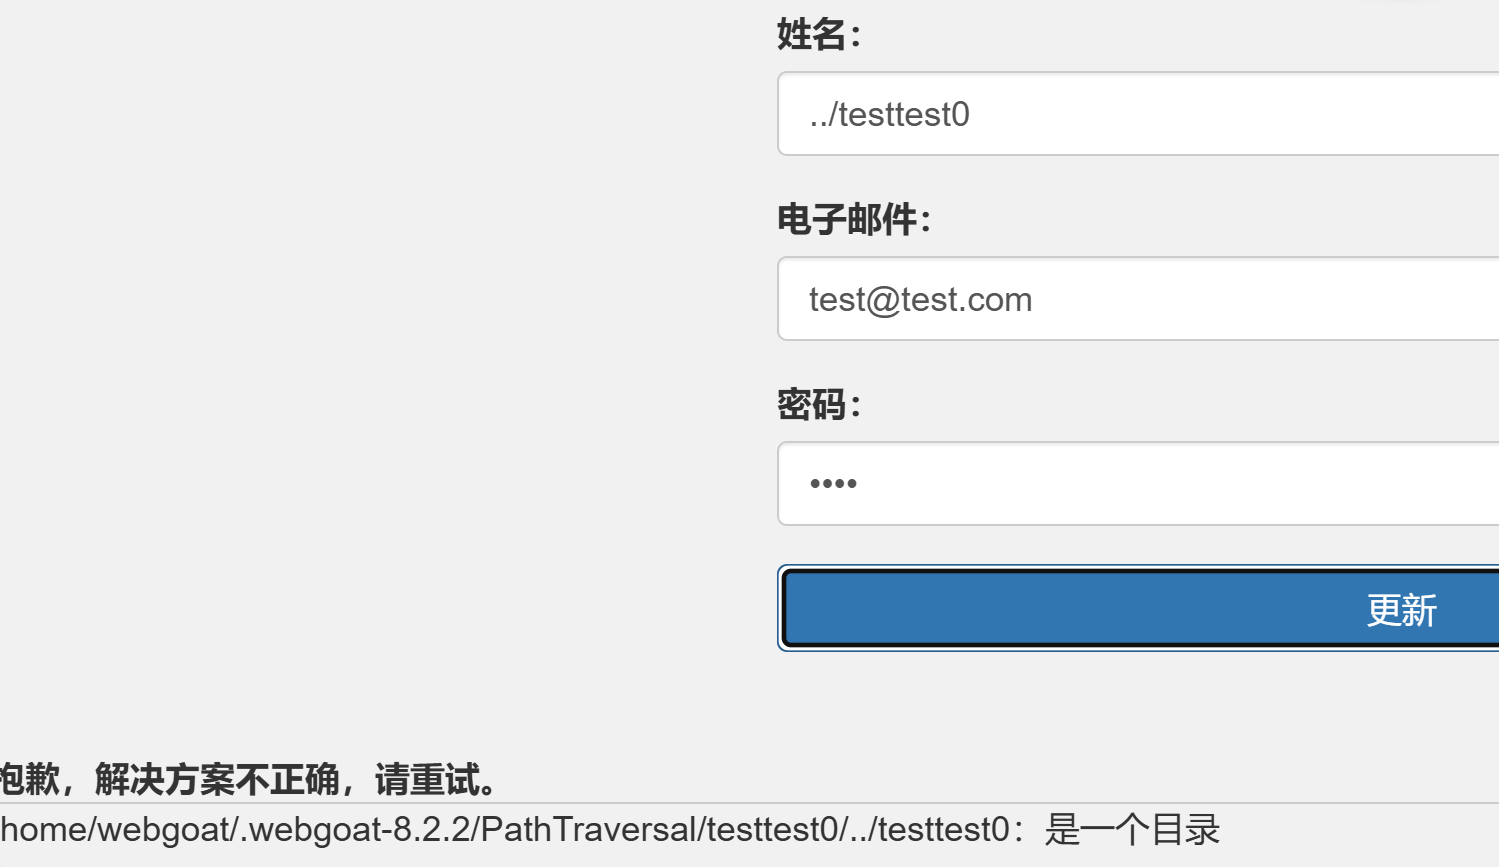 姓名：
../testtest0
电子邮件：
test@test.com
密码：
••••
更新
抱歉，解决方案不正确，请重试。
home/webgoat/.webgoat-8.2.2/PathTraversal/testtest0/../testtest0：是一个目录